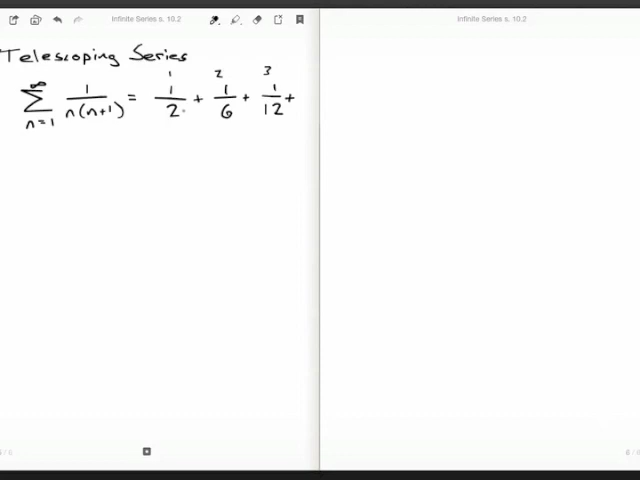 Infinite Series s. 10.2
Infinite Series s. 10.2
Telescoping Series
1 2 3
∞
∑ 1/n(n+1) = 1/2 + 1/6 + 1/12 +
n=1